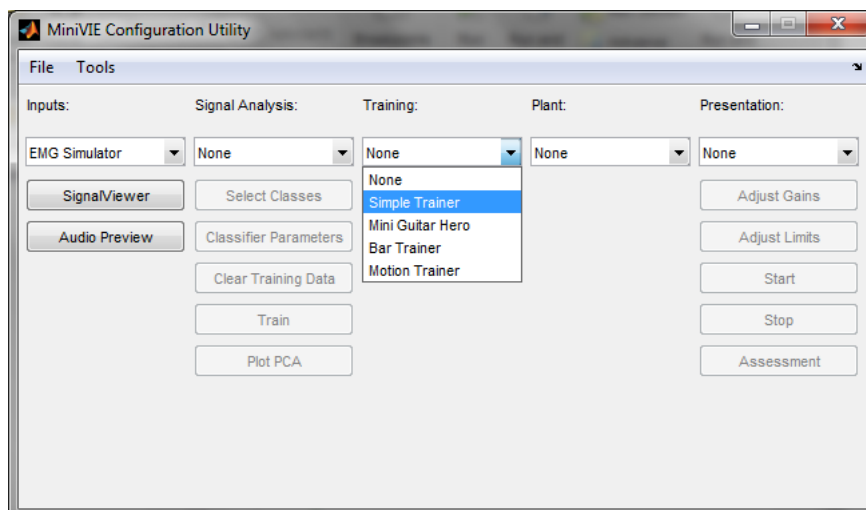 MiniVIE Configuration Utility
File Tools
Inputs: Signal Analysis: Training: Plant: Presentation:
EMG Simulator None None None None
None
SignalViewer Select Classes Simple Trainer Adjust Gains
Mini Guitar Hero
Audio Preview Classifier Parameters Bar Trainer Adjust Limits
Clear Training Data Motion Trainer Start
Train Stop
Plot PCA Assessment